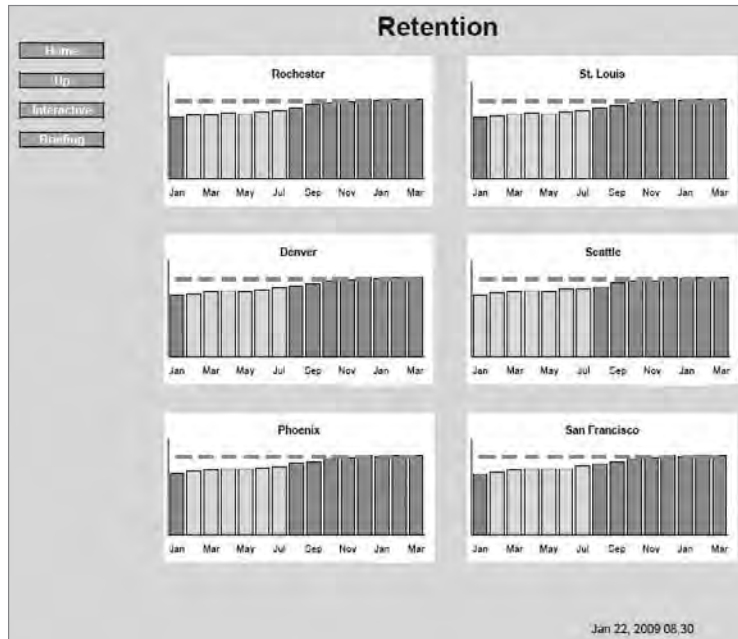 Retention
Home
Up
Interactive
Briefing
Rochester
Jan Mar May Jul Sep Nov Jan Mar
St. Louis
Jan Mar May Jul Sep Nov Jan Mar
Denver
Jan Mar May Jul Sep Nov Jan Mar
Seattle
Jan Mar May Jul Sep Nov Jan Mar
Phoenix
Jan Mar May Jul Sep Nov Jan Mar
San Francisco
Jan Mar May Jul Sep Nov Jan Mar
Jan 22, 2009 08.30